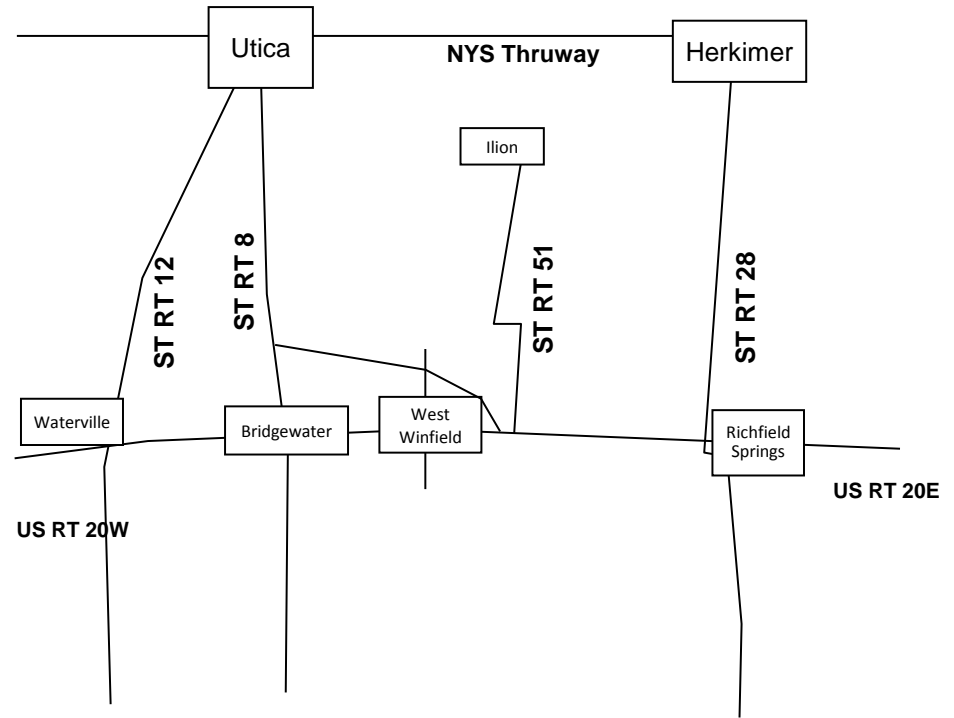 Utica
NYS Thruway
Herkimer
Ilion
ST RT 12
ST RT 8
ST RT 51
ST RT 28
Waterville
Bridgewater
West
Winfield
Richfield
Springs
US RT 20E
US RT 20W